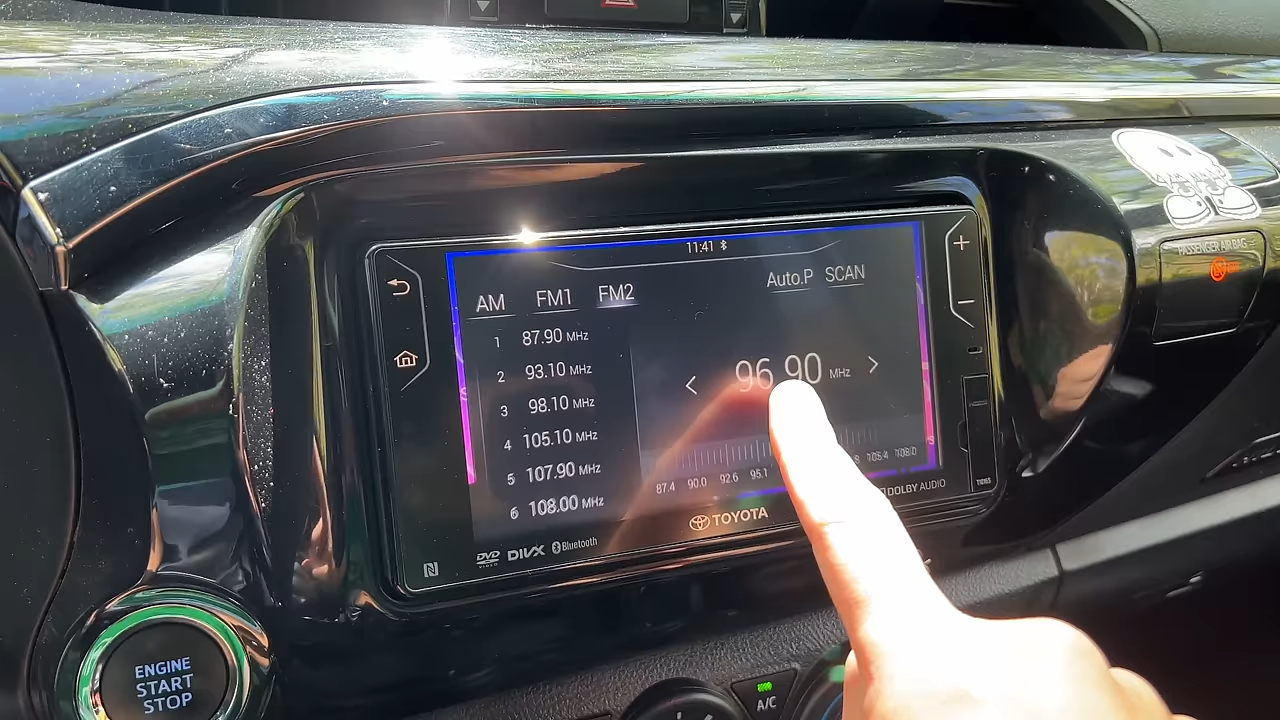 11:41
AM FM1 FM2 Auto.P SCAN
1 87.90 MHz
2 93.10 MHz
3 98.10 MHz
4 105.10 MHz
5 107.90 MHz
6 108.00 MHz
96.90 MHz
87.4 90.0 92.6 95.1 105.4 108.0
TOYOTA
DVD VIDEO DIVX Bluetooth
DOLBY AUDIO
PASSENGER AIR BAG
ENGINE
START
STOP
A/C